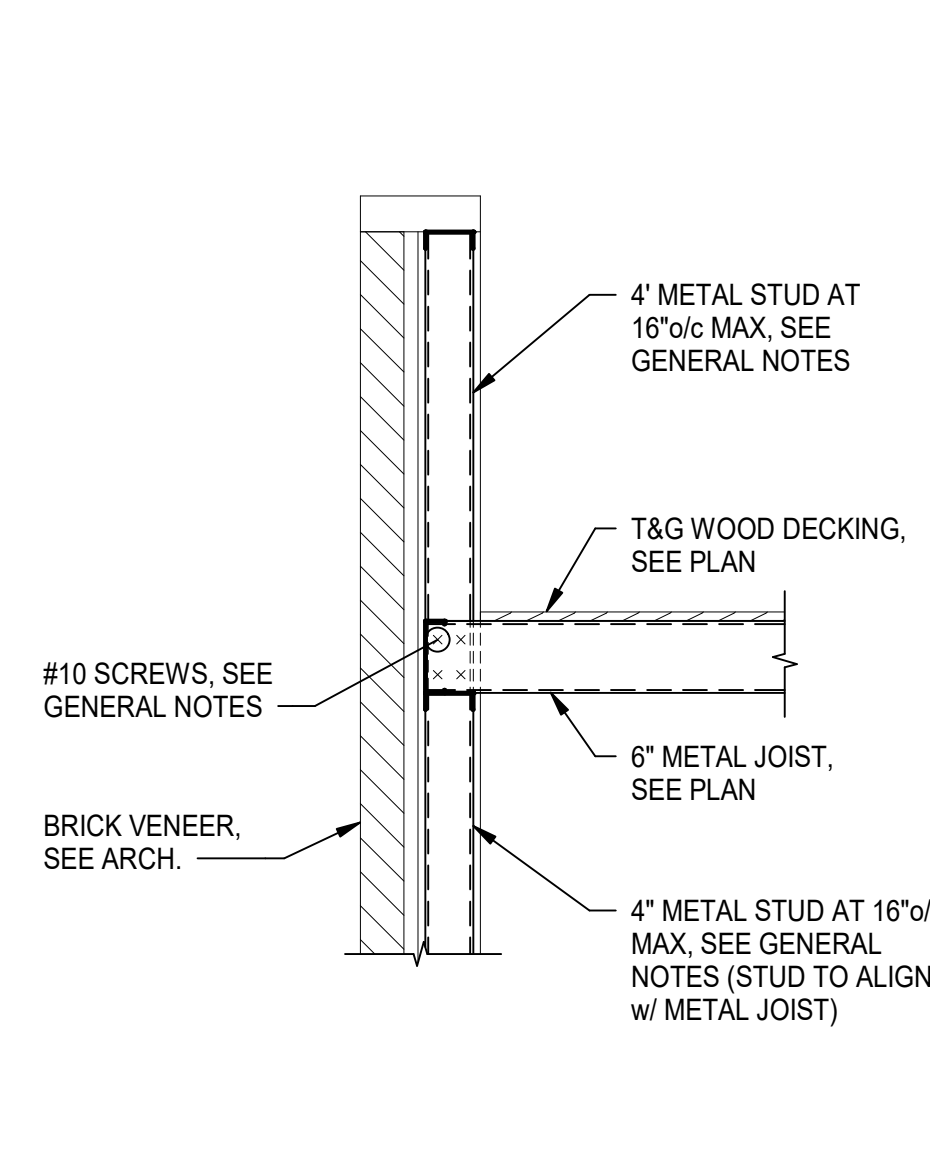 4' METAL STUD AT
16"o/c MAX, SEE
GENERAL NOTES
T&G WOOD DECKING,
SEE PLAN
#10 SCREWS, SEE
GENERAL NOTES
6" METAL JOIST,
SEE PLAN
BRICK VENEER,
SEE ARCH.
4" METAL STUD AT 16"o/
MAX, SEE GENERAL
NOTES (STUD TO ALIGN
w/ METAL JOIST)